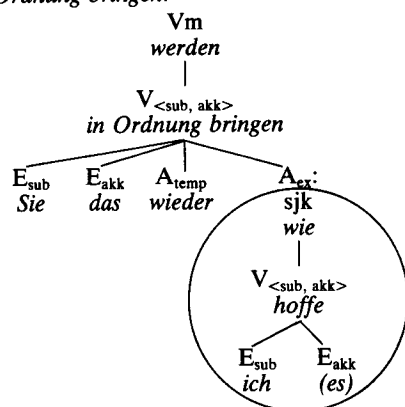 Ordnung bringen.
Vm
werden
V<sub, akk>
in Ordnung bringen
Esub Eakk Atemp Aex:
Sie das wieder sjk
wie
V<sub, akk>
hoffe
Esub Eakk
ich (es)